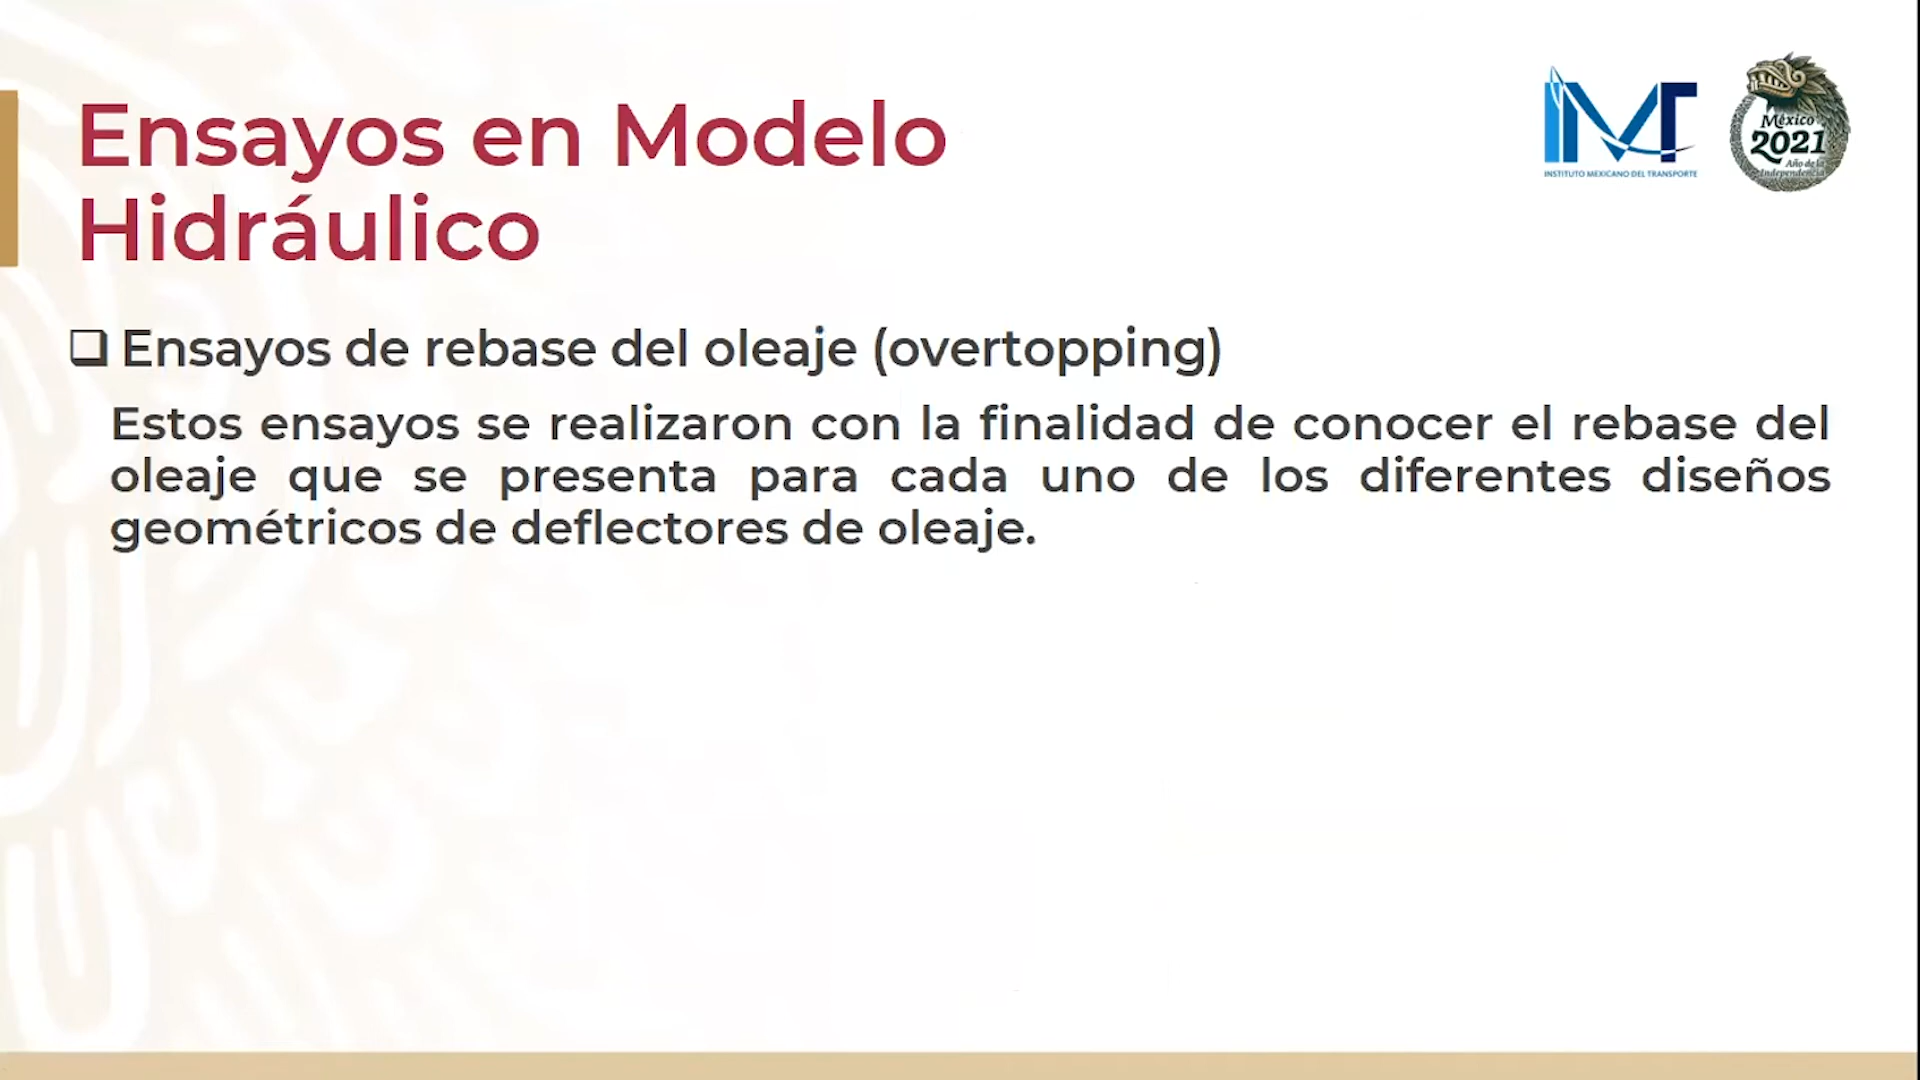 Ensayos en Modelo
Hidráulico
INSTITUTO MEXICANO DEL TRANSPORTE
México
2021
Año de la
Independencia
Ensayos de rebase del oleaje (overtopping)
Estos ensayos se realizaron con la finalidad de conocer el rebase del
oleaje que se presenta para cada uno de los diferentes diseños
geométricos de deflectores de oleaje.